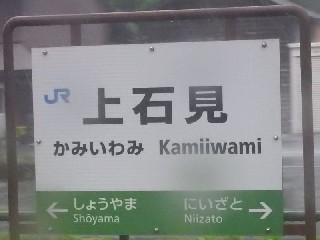 JR 上石見
かみいわみ Kamiiwami
← しょうやま にいざと →
Shōyama Niizato